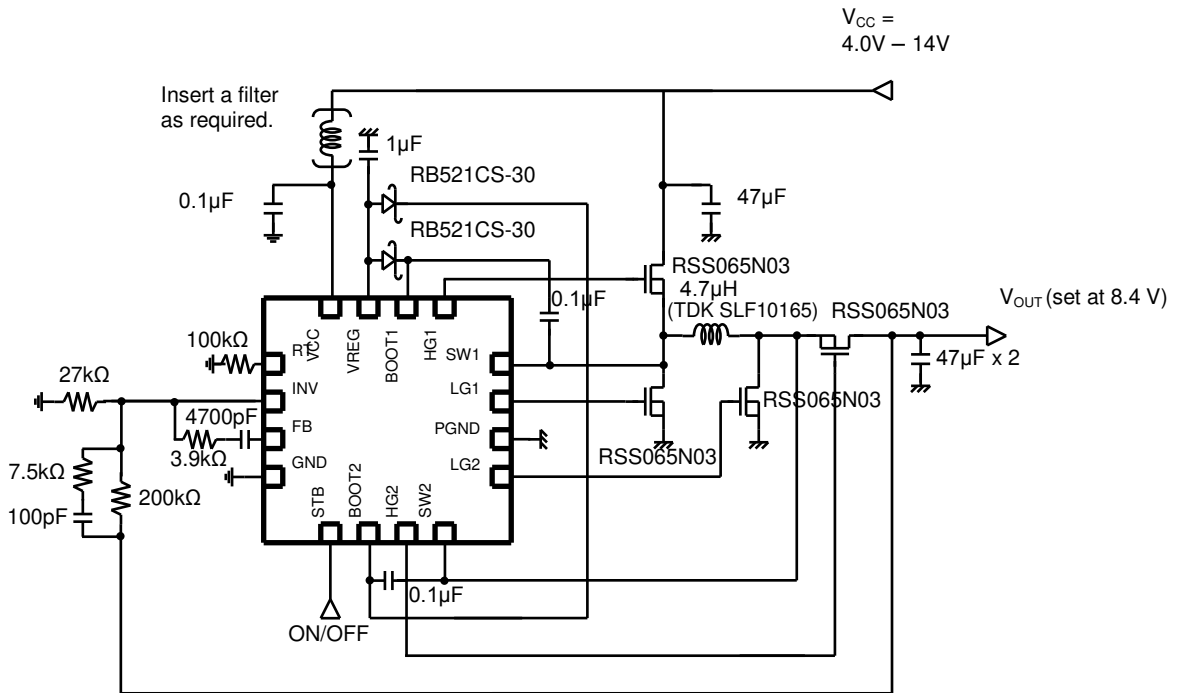 V_CC =
4.0V – 14V
Insert a filter
as required.
1µF
RB521CS-30
0.1µF
47µF
RB521CS-30
RSS065N03
4.7µH
0.1µF
(TDK SLF10165)
RSS065N03
V_OUT (set at 8.4 V)
100kΩ
RT
VCC
VREG
BOOT1
HG1
SW1
47µF x 2
27kΩ
INV
LG1
RSS065N03
4700pF
FB
PGND
3.9kΩ
RSS065N03
7.5kΩ
GND
LG2
200kΩ
100pF
STB
BOOT2
HG2
SW2
0.1µF
ON/OFF